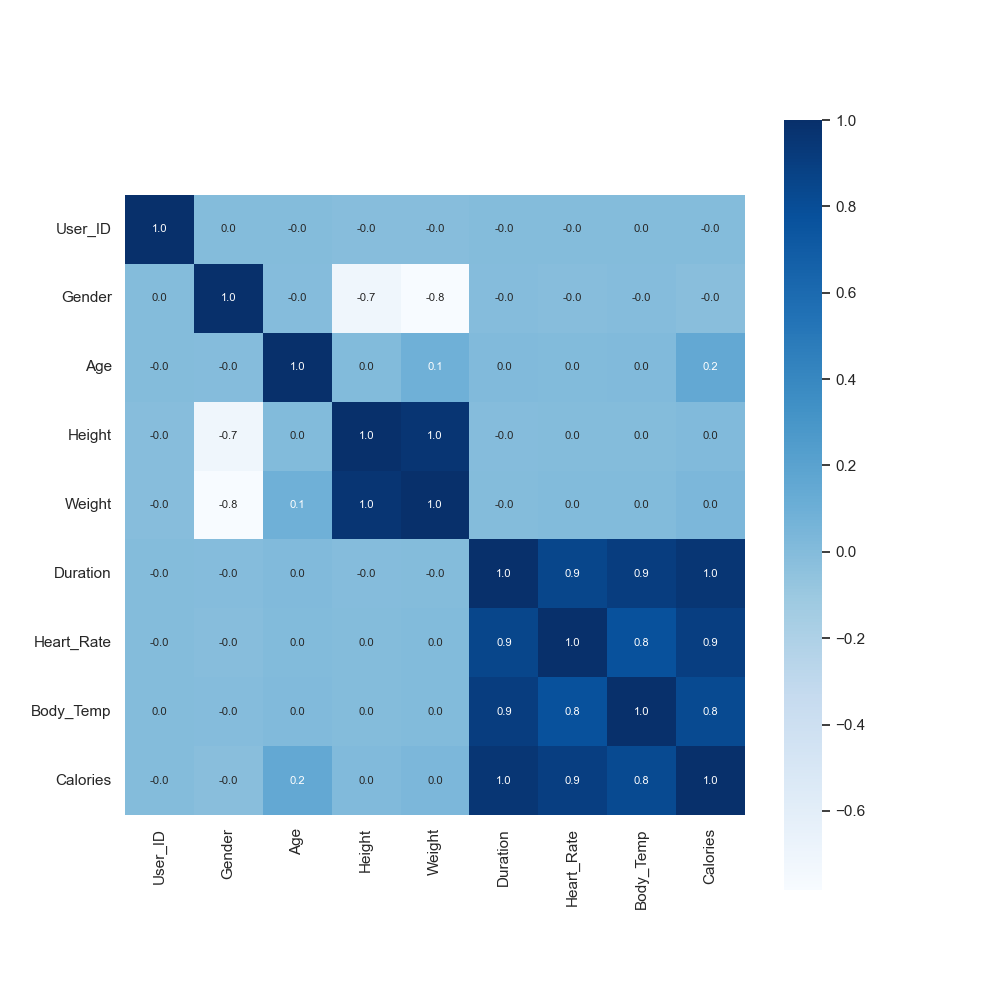 1.0
User_ID 1.0 0.0 -0.0 -0.0 -0.0 -0.0 -0.0 0.0 -0.0
0.8
Gender 0.0 1.0 -0.0 -0.7 -0.8 -0.0 -0.0 -0.0 -0.0
0.6
Age -0.0 -0.0 1.0 0.0 0.1 0.0 0.0 0.0 0.2
0.4
Height -0.0 -0.7 0.0 1.0 1.0 -0.0 0.0 0.0 0.0
0.2
Weight -0.0 -0.8 0.1 1.0 1.0 -0.0 0.0 0.0 0.0
0.0
Duration -0.0 -0.0 0.0 -0.0 -0.0 1.0 0.9 0.9 1.0
Heart_Rate -0.0 -0.0 0.0 0.0 0.0 0.9 1.0 0.8 0.9
−0.2
Body_Temp 0.0 -0.0 0.0 0.0 0.0 0.9 0.8 1.0 0.8
−0.4
Calories -0.0 -0.0 0.2 0.0 0.0 1.0 0.9 0.8 1.0
−0.6
User_ID Gender Age Height Weight Duration Heart_Rate Body_Temp Calories